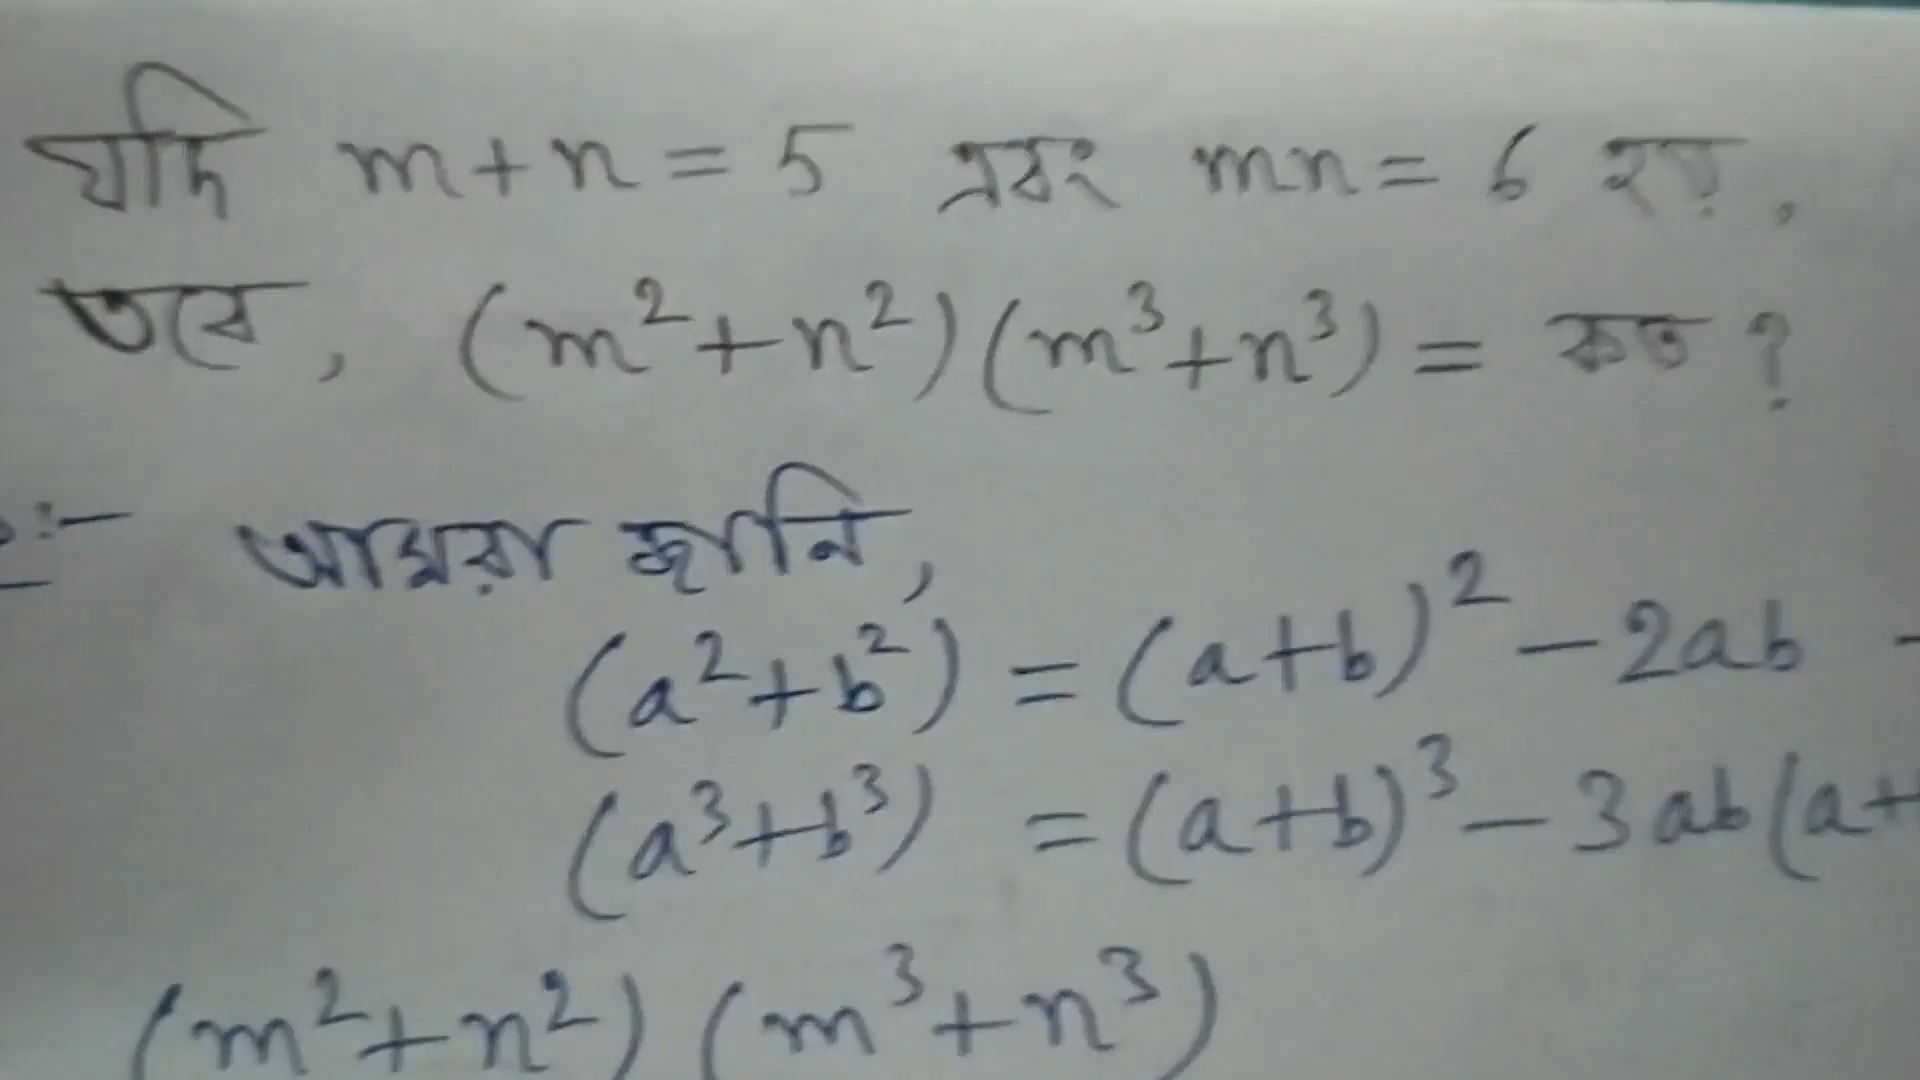 যদি m+n = 5 এবং mn = 6 হয়,
তবে, (m²+n²)(m³+n³) = কত ?
:- আমরা জানি,
(a²+b²) = (a+b)² - 2ab -
(a³+b³) = (a+b)³ - 3ab(a+
(m²+n²) (m³+n³)